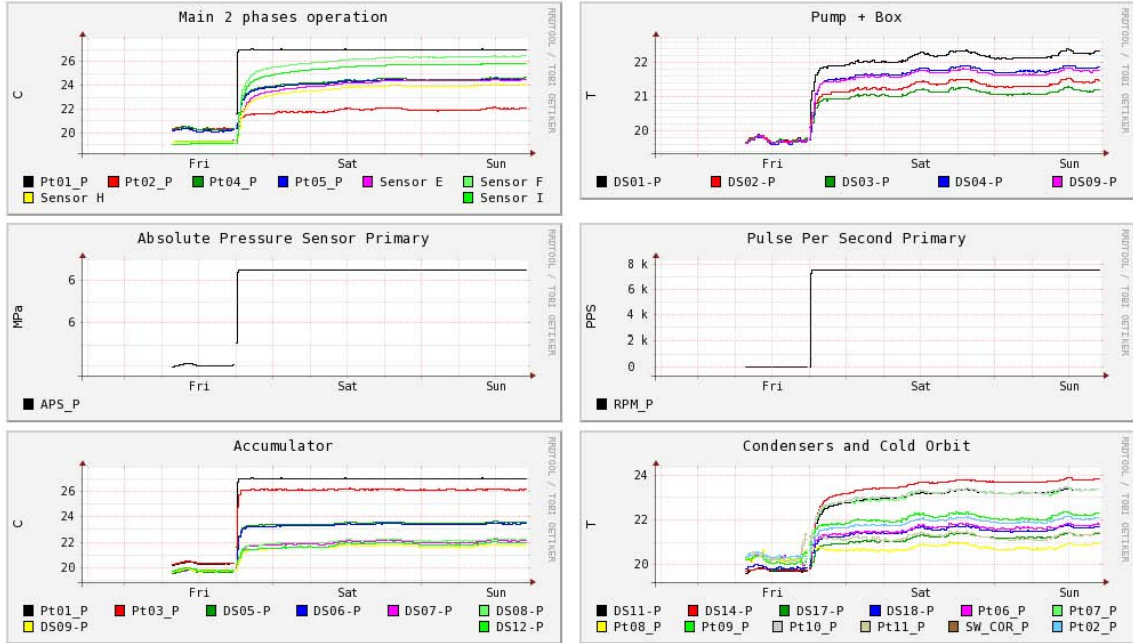 Main 2 phases operation
RRDTOOL / TOBI OETIKER
26
24
22
20
C
Fri Sat Sun
Pt01_P Pt02_P Pt04_P Pt05_P Sensor E Sensor F
Sensor H Sensor I
Pump + Box
RRDTOOL / TOBI OETIKER
22
21
20
T
Fri Sat Sun
DS01-P DS02-P DS03-P DS04-P DS09-P
Absolute Pressure Sensor Primary
RRDTOOL / TOBI OETIKER
6
6
MPa
Fri Sat Sun
APS_P
Pulse Per Second Primary
RRDTOOL / TOBI OETIKER
8 k
6 k
4 k
2 k
0
PPS
Fri Sat Sun
RPM_P
Accumulator
RRDTOOL / TOBI OETIKER
26
24
22
20
C
Fri Sat Sun
Pt01_P Pt03_P DS05-P DS06-P DS07-P DS08-P
DS09-P DS12-P
Condensers and Cold Orbit
RRDTOOL / TOBI OETIKER
24
22
20
T
Fri Sat Sun
DS11-P DS14-P DS17-P DS18-P Pt06_P Pt07_P
Pt08_P Pt09_P Pt10_P Pt11_P SW_COR_P Pt02_P